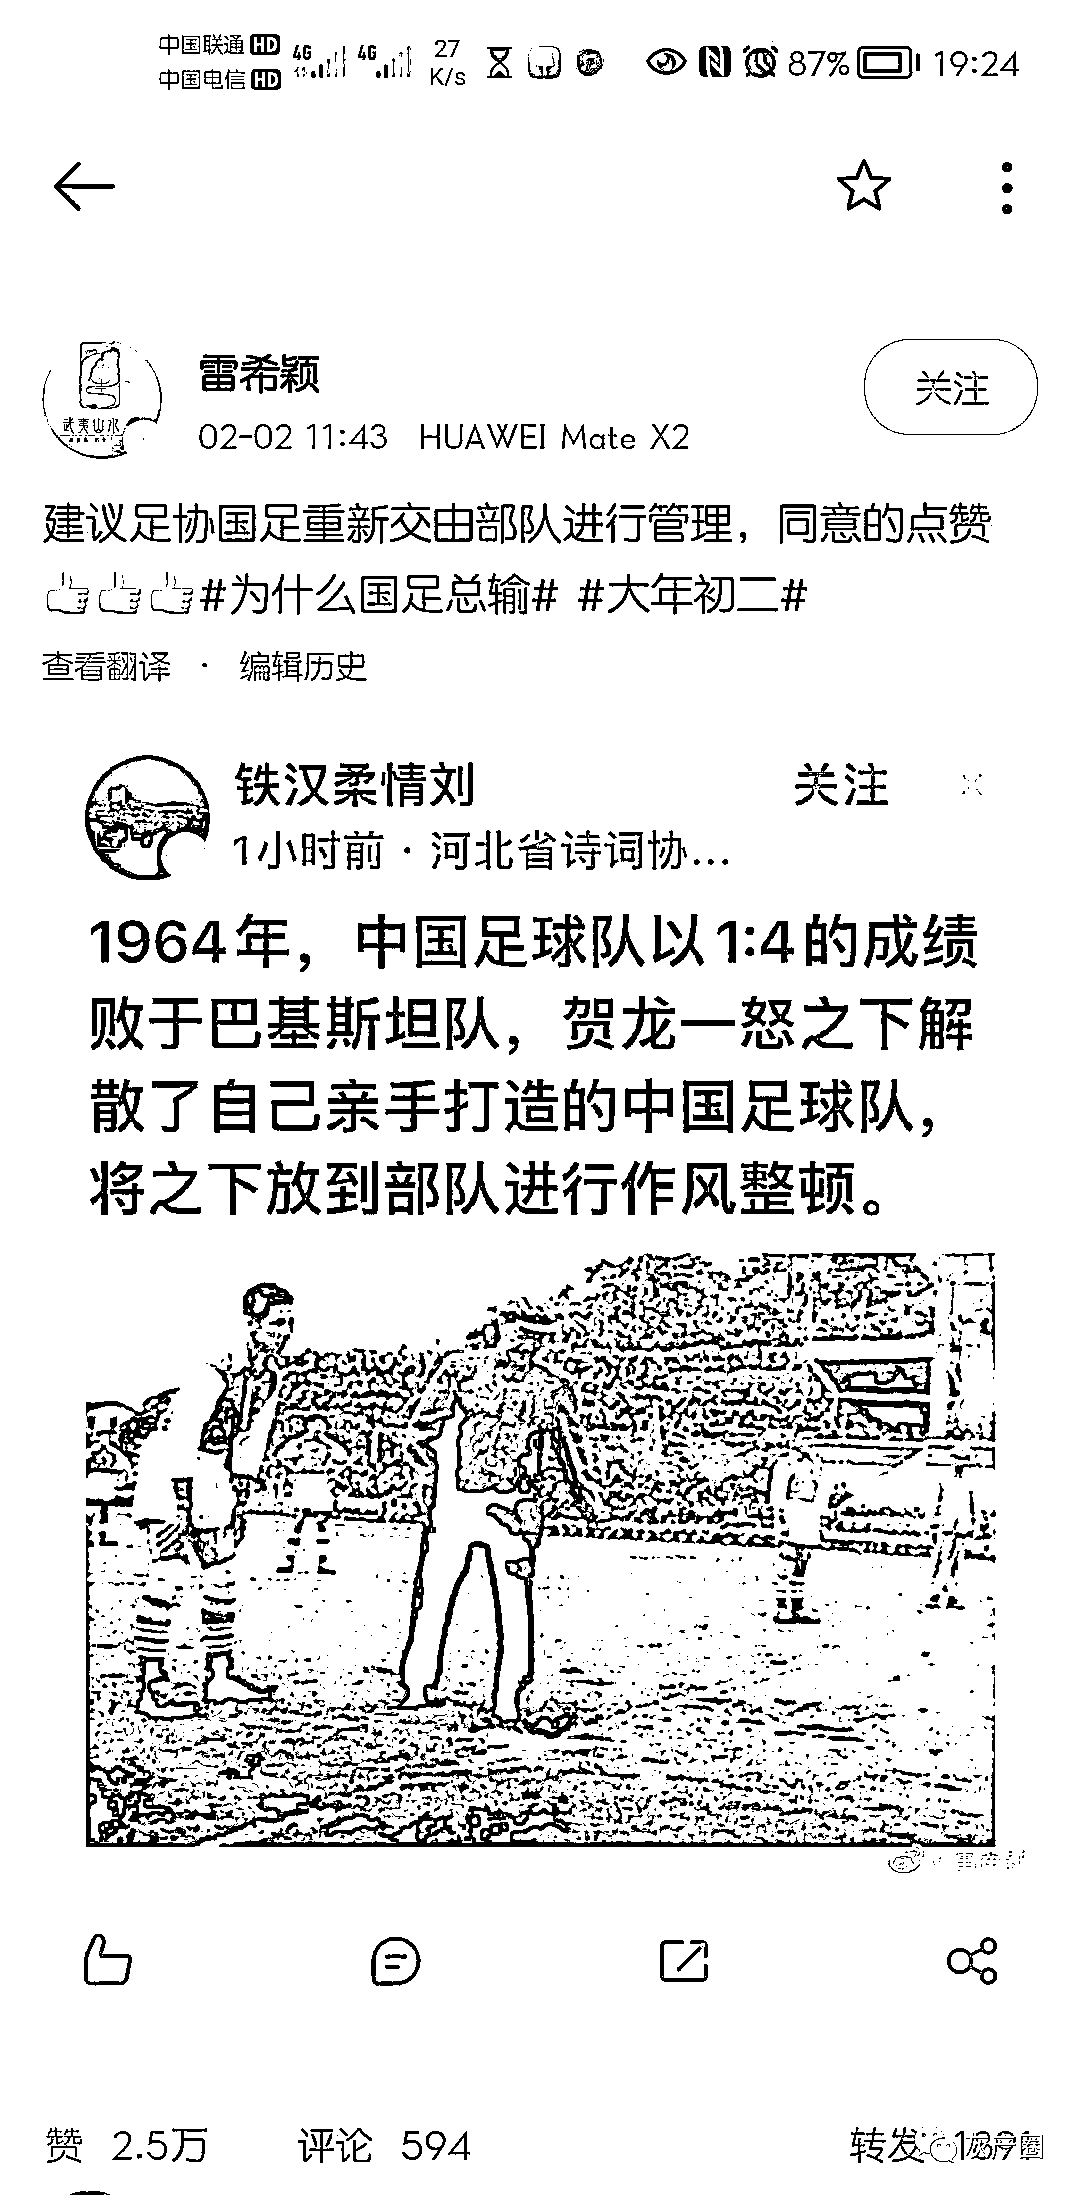 中国联通 HD 4G 4G 27 87% 19:24
中国电信 HD K/s
雷希颖
关注
02-02 11:43 HUAWEI Mate X2
武夷山水
建议足协国足重新交由部队进行管理，同意的点赞
👍👍👍#为什么国足总输# #大年初二#
查看翻译 · 编辑历史
铁汉柔情刘
关注
1小时前 · 河北省诗词协...
1964年，中国足球队以1:4的成绩
败于巴基斯坦队，贺龙一怒之下解
散了自己亲手打造的中国足球队，
将之下放到部队进行作风整顿。
赞 2.5万 评论 594 转发